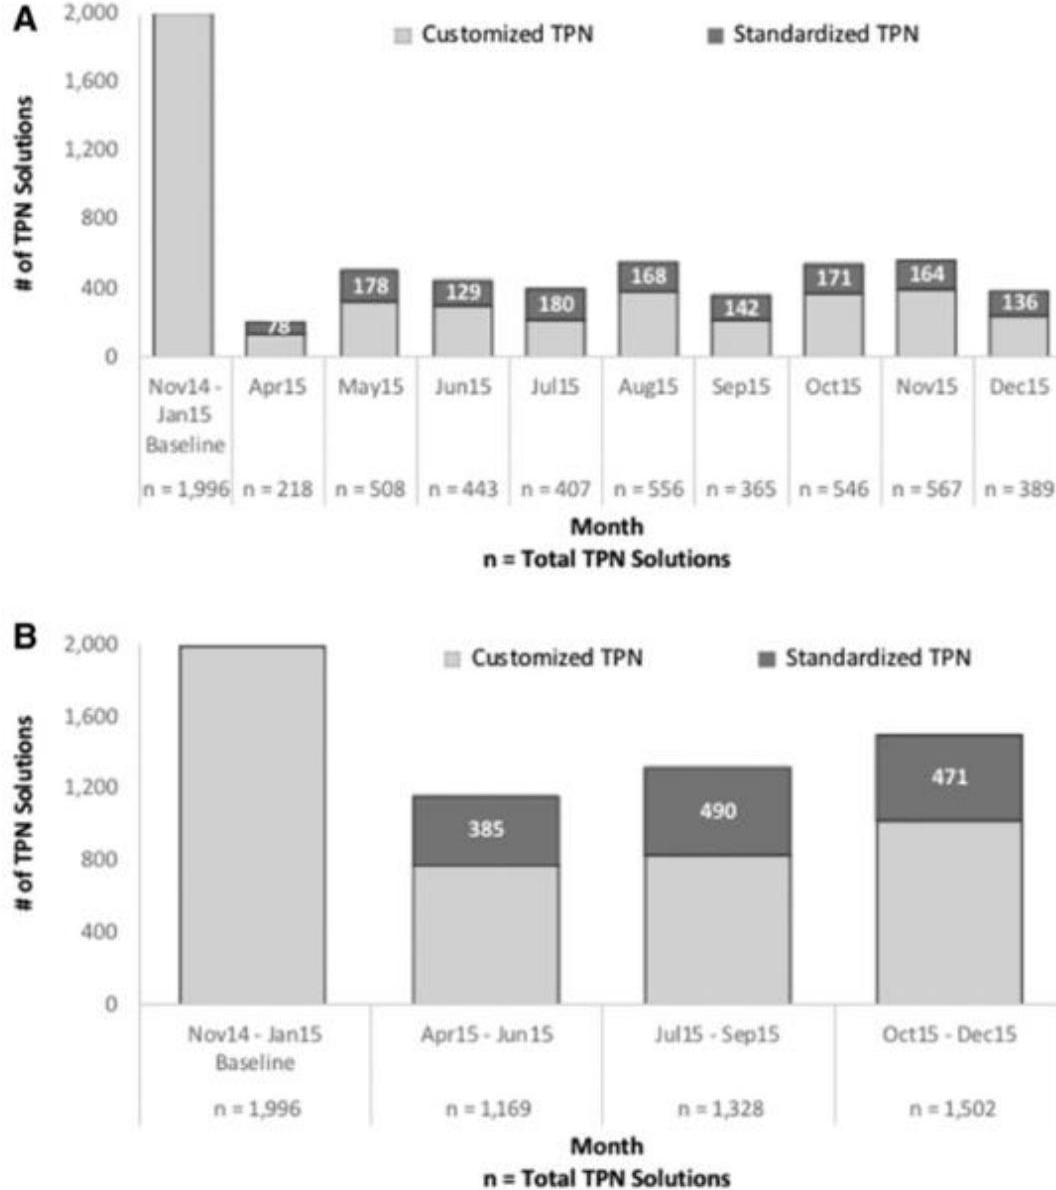 A
Customized TPN
Standardized TPN
2,000
1,600
1,200
800
400
0
# of TPN Solutions
78
178
129
180
168
142
171
164
136
Nov14 - Jan15 Baseline
Apr15
May15
Jun15
Jul15
Aug15
Sep15
Oct15
Nov15
Dec15
n = 1,996
n = 218
n = 508
n = 443
n = 407
n = 556
n = 365
n = 546
n = 567
n = 389
Month
n = Total TPN Solutions
B
Customized TPN
Standardized TPN
2,000
1,600
1,200
800
400
0
# of TPN Solutions
385
490
471
Nov14 - Jan15
Baseline
Apr15 - Jun15
Jul15 - Sep15
Oct15 - Dec15
n = 1,996
n = 1,169
n = 1,328
n = 1,502
Month
n = Total TPN Solutions